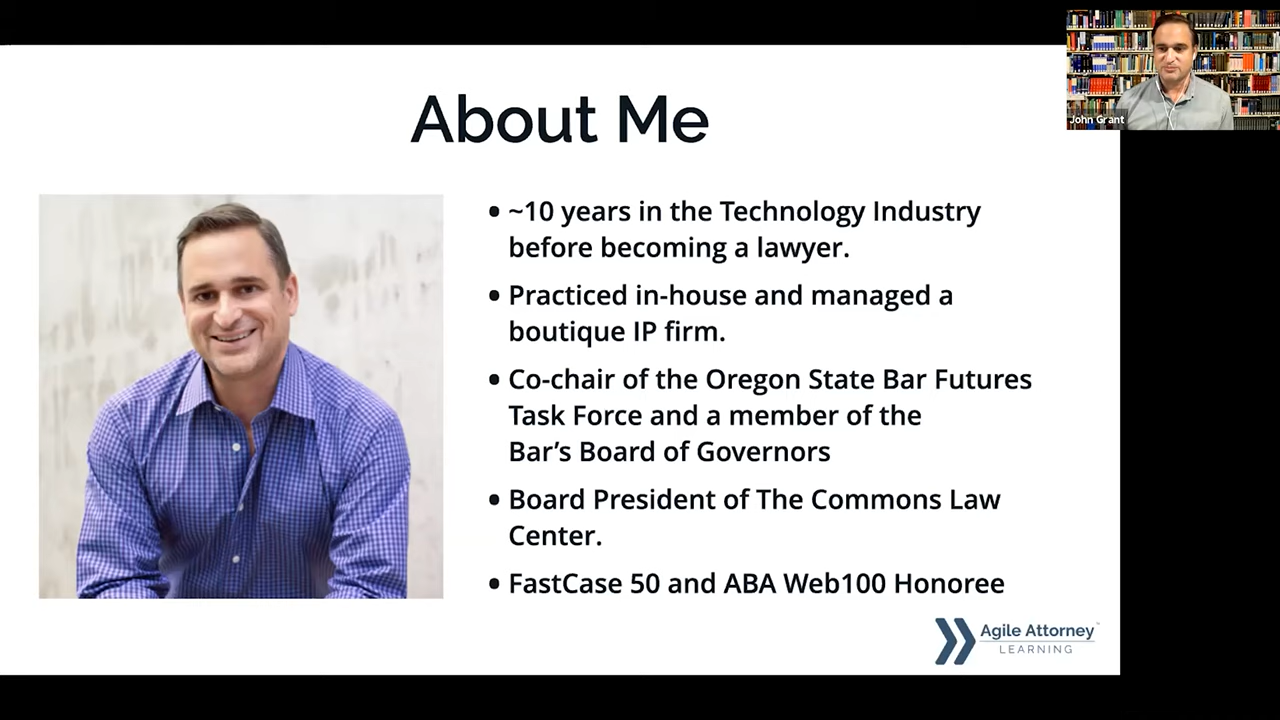 John Grant
About Me
• ~10 years in the Technology Industry
before becoming a lawyer.
• Practiced in-house and managed a
boutique IP firm.
• Co-chair of the Oregon State Bar Futures
Task Force and a member of the
Bar’s Board of Governors
• Board President of The Commons Law
Center.
• FastCase 50 and ABA Web100 Honoree
Agile Attorney™
LEARNING